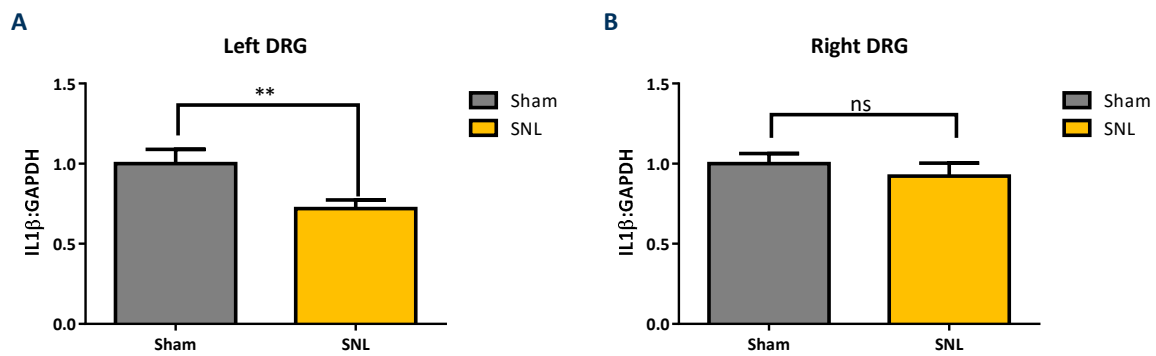 A
Left DRG
1.5
1.0
0.5
0.0
IL1β:GAPDH
**
Sham
SNL
Sham
SNL
B
Right DRG
1.5
1.0
0.5
0.0
IL1β:GAPDH
ns
Sham
SNL
Sham
SNL